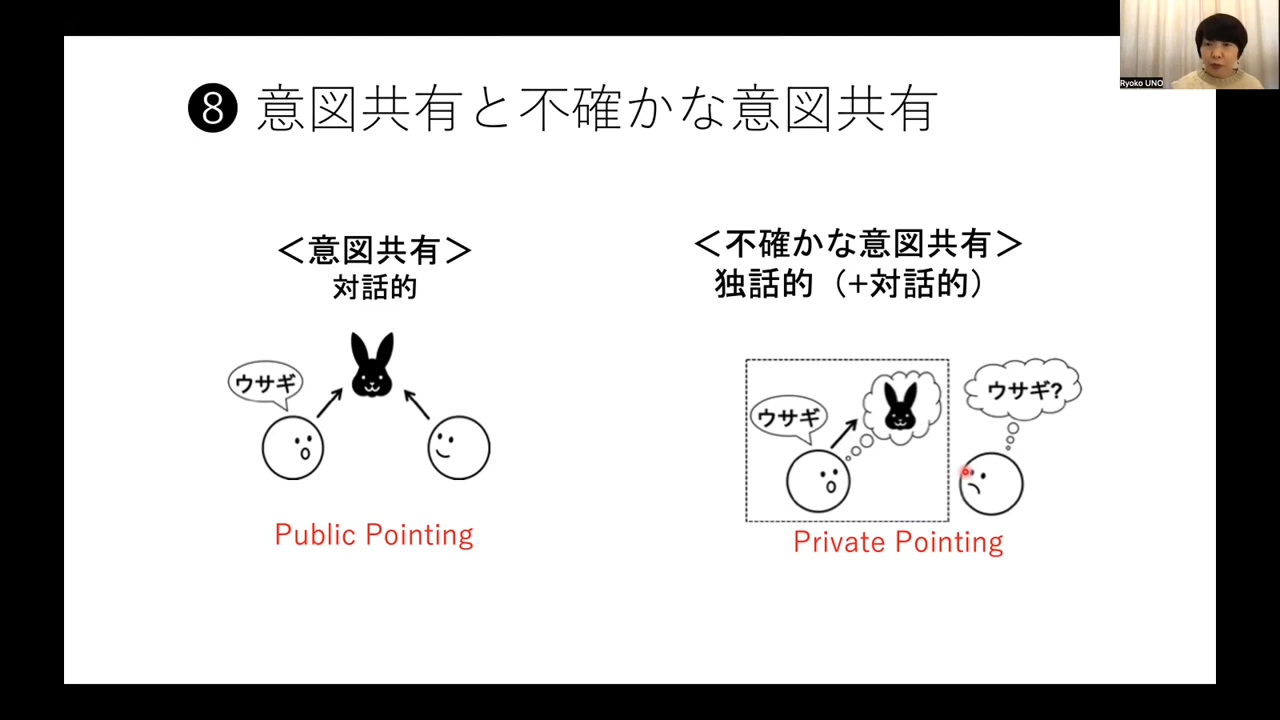 Ryoko UNO
❽ 意図共有と不確かな意図共有
＜意図共有＞
対話的
ウサギ
Public Pointing
＜不確かな意図共有＞
独話的（+対話的）
ウサギ
ウサギ?
Private Pointing